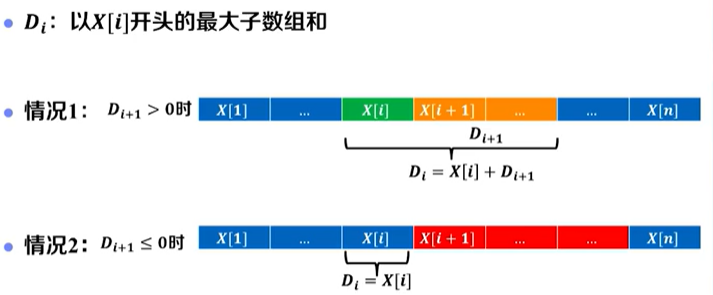 • D_i：以X[i]开头的最大子数组和
• 情况1： D_{i+1} > 0时 X[1] ... X[i] X[i + 1] ... ... X[n]
D_{i+1}
D_i = X[i] + D_{i+1}
• 情况2： D_{i+1} ≤ 0时 X[1] ... X[i] X[i + 1] ... ... X[n]
D_i = X[i]